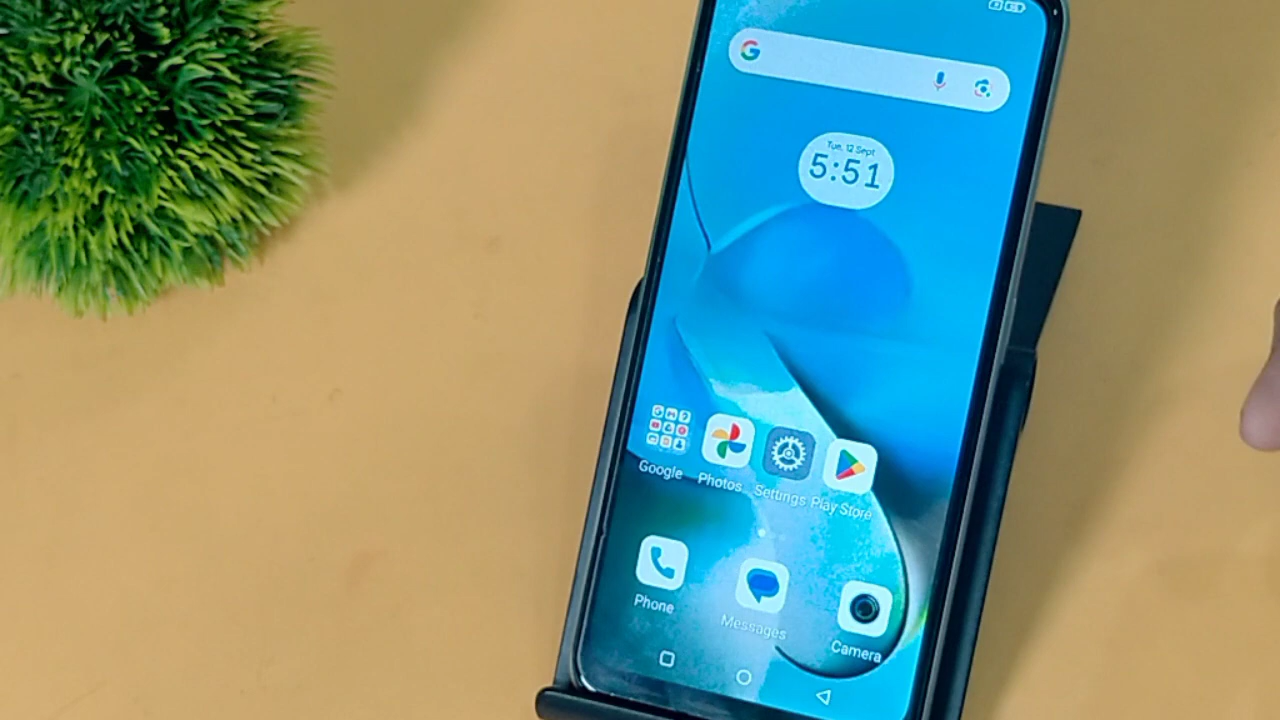 G
Tue, 12 Sept
5:51
Google Photos Settings Play Store
Phone Messages Camera